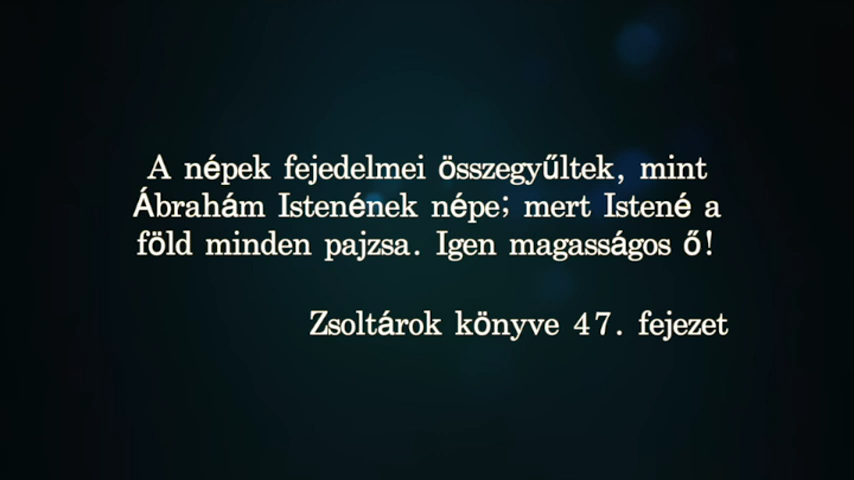 A népek fejedelmei összegyűltek, mint
Ábrahám Istenének népe; mert Istené a
föld minden pajzsa. Igen magasságos ő!
Zsoltárok könyve 47. fejezet